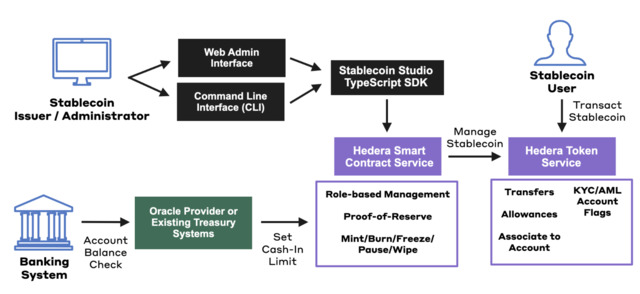 Stablecoin
Issuer / Administrator
Web Admin
Interface
Command Line
Interface (CLI)
Stablecoin Studio
TypeScript SDK
Stablecoin
User
Transact
Stablecoin
Hedera Smart
Contract Service
Manage
Stablecoin
Hedera Token
Service
Role-based Management
Proof-of-Reserve
Mint/Burn/Freeze/
Pause/Wipe
Transfers
Allowances
Associate to
Account
KYC/AML
Account
Flags
Banking
System
Account
Balance
Check
Oracle Provider or
Existing Treasury
Systems
Set
Cash-In
Limit